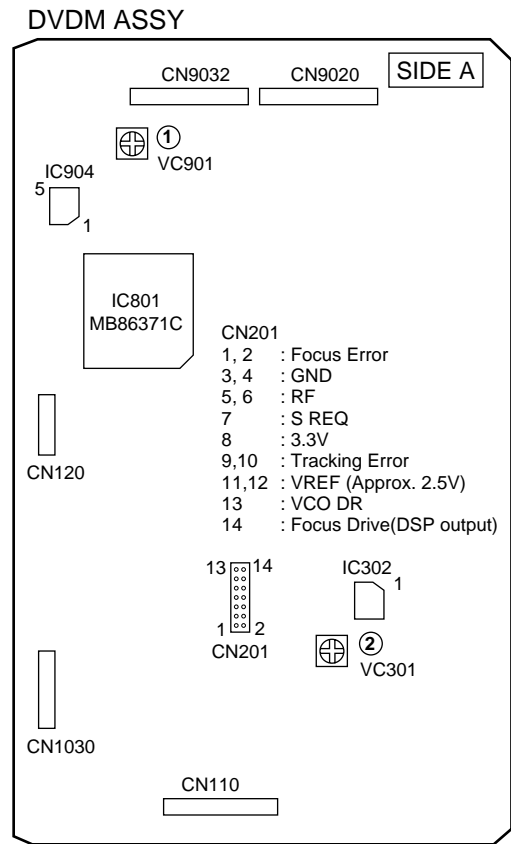 DVDM ASSY
SIDE A
CN9032 CN9020
1
VC901
IC904
5
1
IC801
MB86371C
CN201
1, 2 : Focus Error
3, 4 : GND
5, 6 : RF
7 : S REQ
8 : 3.3V
9,10 : Tracking Error
11,12 : VREF (Approx. 2.5V)
13 : VCO DR
14 : Focus Drive(DSP output)
CN120
13 14
1 2
CN201
IC302
1
2
VC301
CN1030
CN110